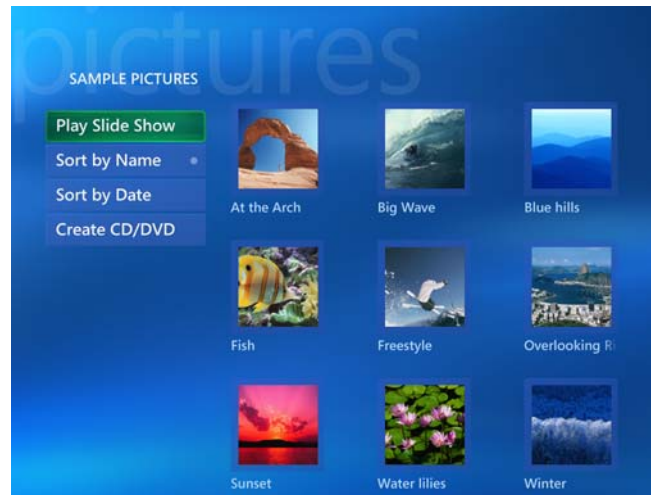 pictures
SAMPLE PICTURES
Play Slide Show
Sort by Name
Sort by Date
Create CD/DVD
At the Arch
Big Wave
Blue hills
Fish
Freestyle
Overlooking Ri
Sunset
Water lilies
Winter